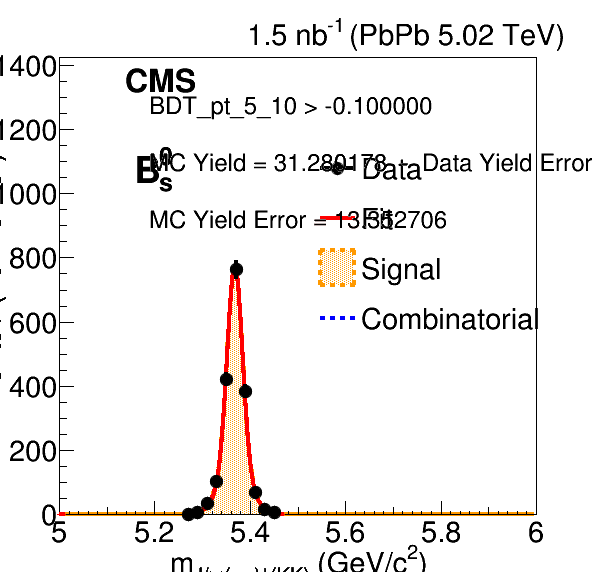 1.5 nb-1 (PbPb 5.02 TeV)
1400
CMS
BDT_pt_5_10 > -0.100000
1200
B0s
MC Yield = 31.280178
Data Yield Error
Data
1000
MC Yield Error = 13.352706
Fit
800
Signal
600
Combinatorial
400
200
0
5 5.2 5.4 5.6 5.8 6
m (GeV/c2)